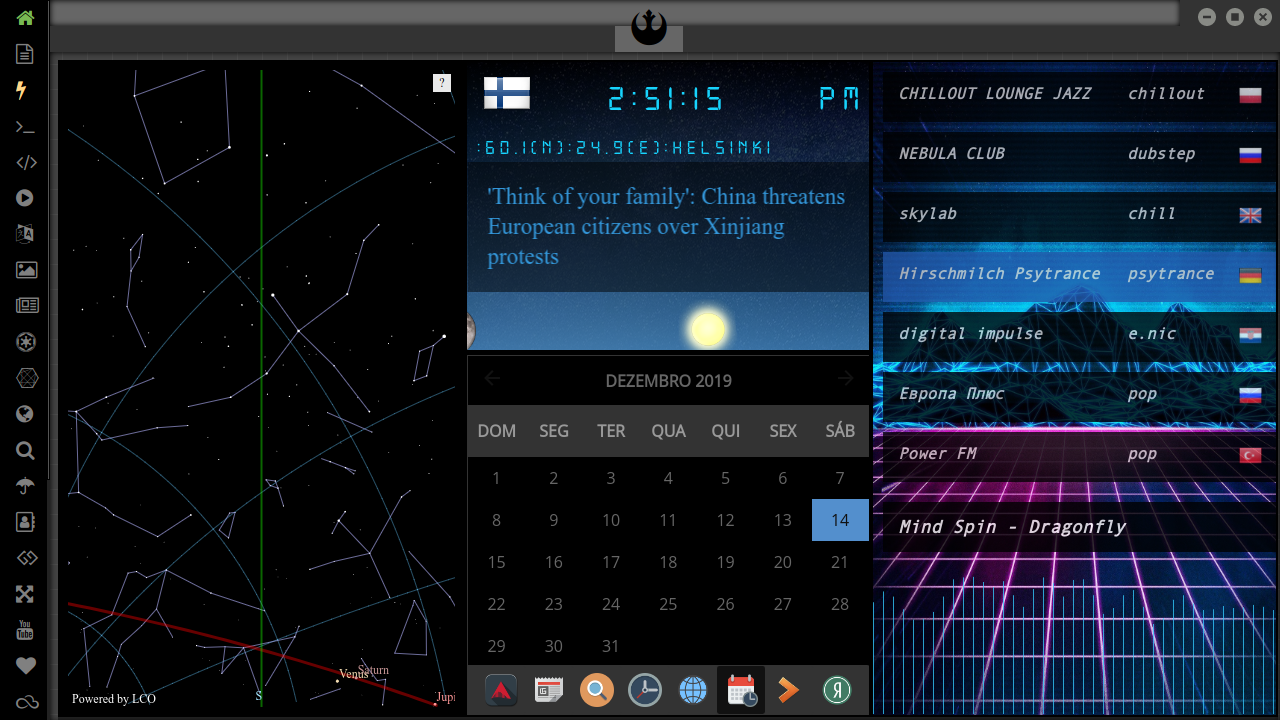 ?
Venus
Saturn
Powered by LCO
S
Jupi
2:51:15 PM
:60.1(N):24.9(E):HELSINKI
'Think of your family': China threatens
European citizens over Xinjiang
protests
DEZEMBRO 2019
DOM SEG TER QUA QUI SEX SÁB
1 2 3 4 5 6 7
8 9 10 11 12 13 14
15 16 17 18 19 20 21
22 23 24 25 26 27 28
29 30 31
CHILLOUT LOUNGE JAZZ chillout
NEBULA CLUB dubstep
skylab chill
Hirschmilch Psytrance psytrance
digital impulse e.nic
Европа Плюс pop
Power FM pop
Mind Spin - Dragonfly
You
Tube
Я